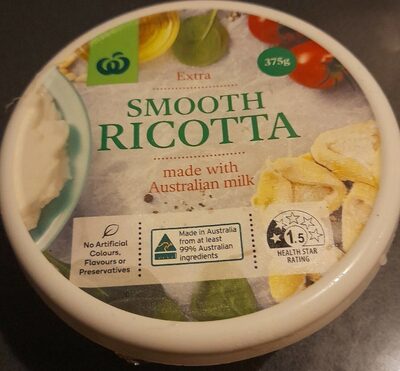 375g
Extra
SMOOTH
RICOTTA
made with
Australian milk
No Artificial
Colours,
Flavours or
Preservatives
Made in Australia
from at least
99% Australian
ingredients
1.5
HEALTH STAR
RATING